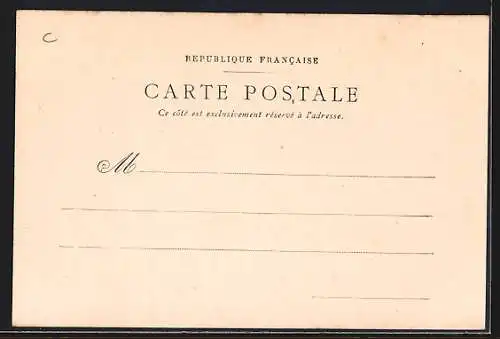 C
REPUBLIQUE FRANÇAISE
CARTE POSTALE
Ce côté est exclusivement réservé à l'adresse.
M